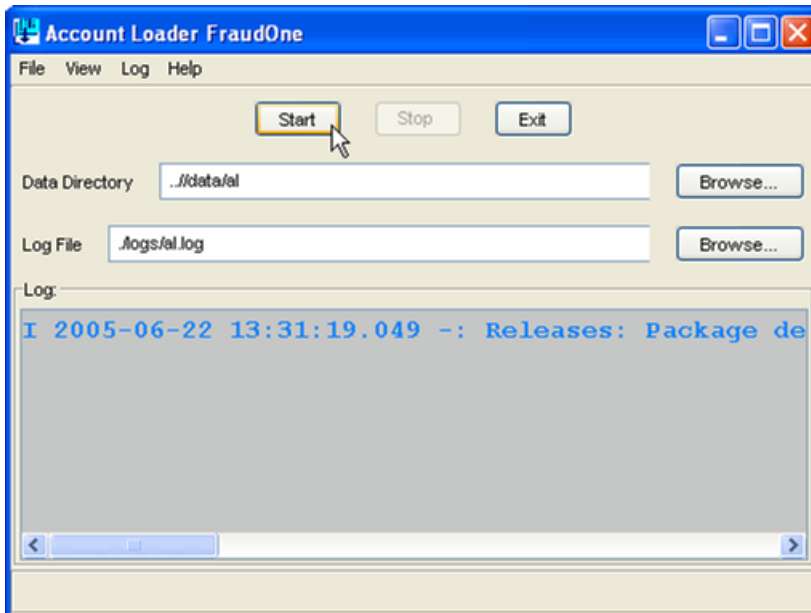 Account Loader FraudOne
File View Log Help
Start Stop Exit
Data Directory ..//data/al Browse...
Log File ./logs/al.log Browse...
Log:
I 2005-06-22 13:31:19.049 -: Releases: Package de